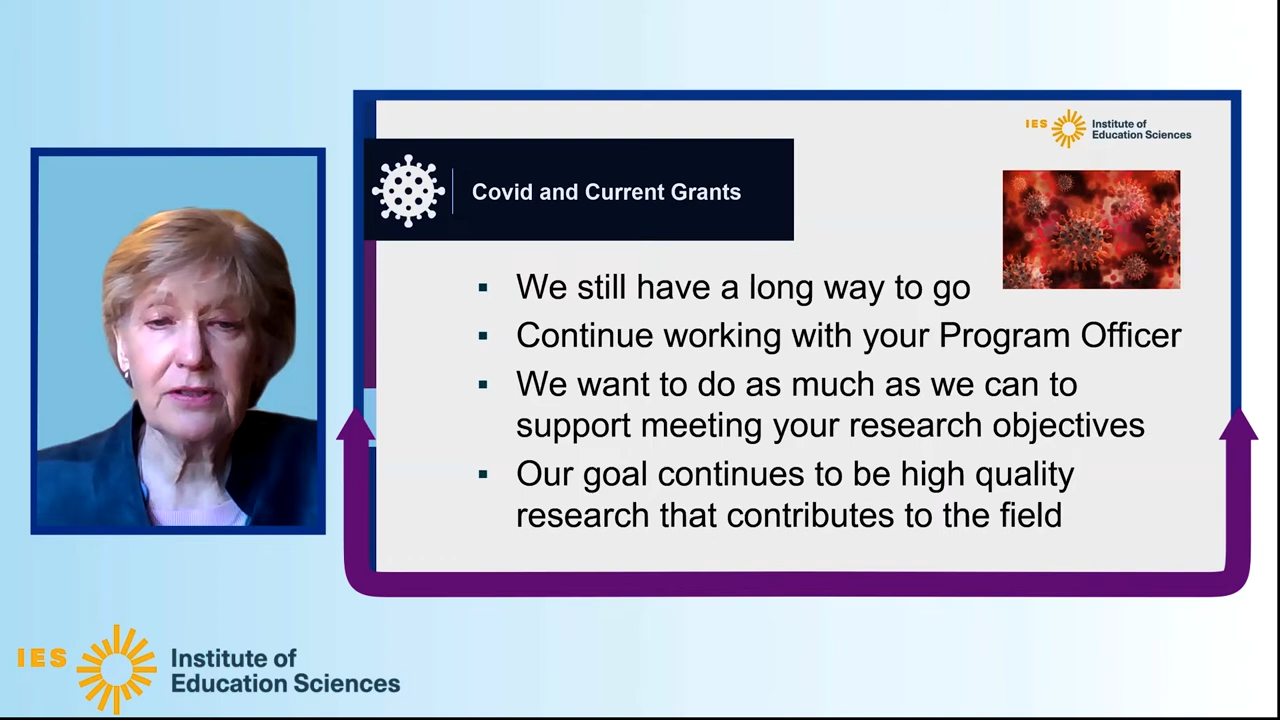 IES
Institute of
Education Sciences
Covid and Current Grants
▪ We still have a long way to go
▪ Continue working with your Program Officer
▪ We want to do as much as we can to
support meeting your research objectives
▪ Our goal continues to be high quality
research that contributes to the field
IES
Institute of
Education Sciences